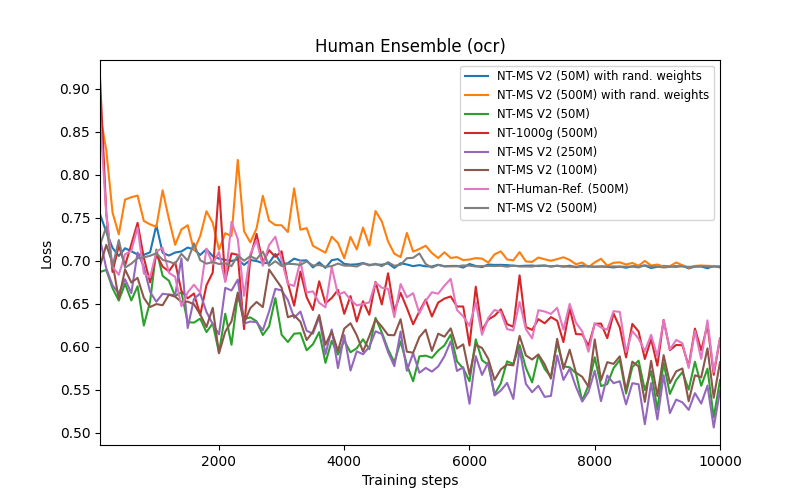 Human Ensemble (ocr)
NT-MS V2 (50M) with rand. weights
NT-MS V2 (500M) with rand. weights
NT-MS V2 (50M)
NT-1000g (500M)
NT-MS V2 (250M)
NT-MS V2 (100M)
NT-Human-Ref. (500M)
NT-MS V2 (500M)
Loss
0.90
0.85
0.80
0.75
0.70
0.65
0.60
0.55
0.50
2000 4000 6000 8000 10000
Training steps